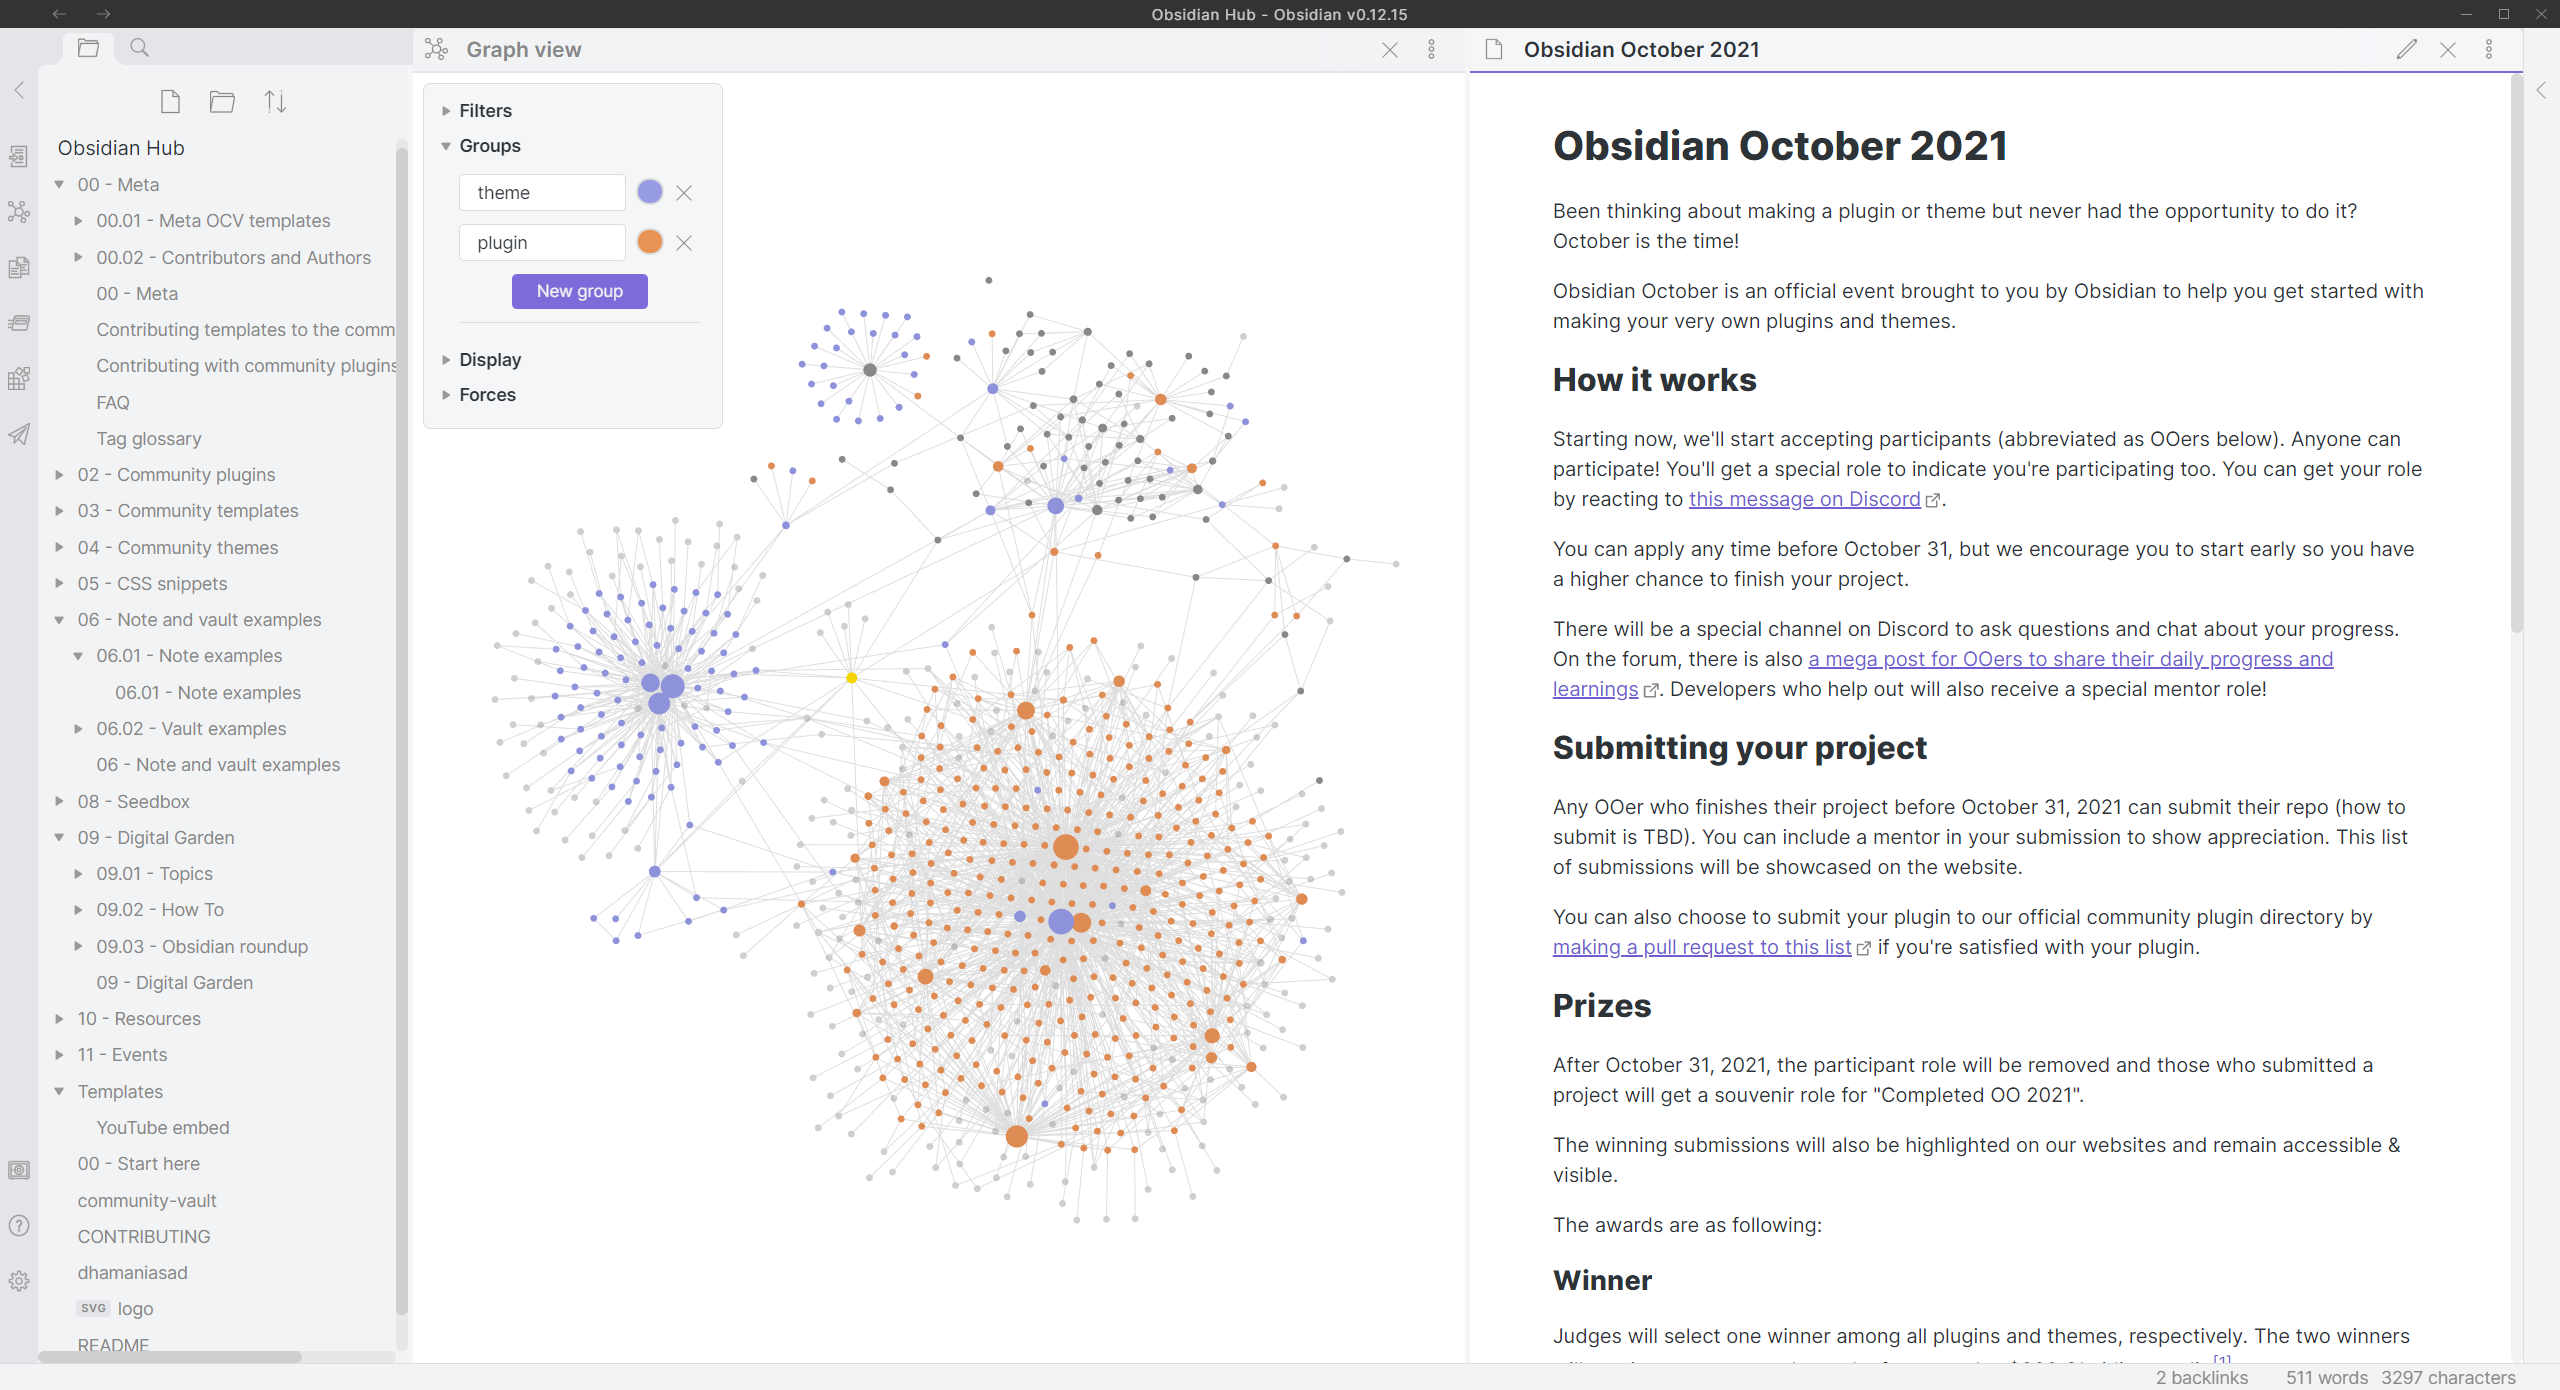 Obsidian Hub - Obsidian v0.12.15
Obsidian Hub
00 - Meta
00.01 - Meta OCV templates
00.02 - Contributors and Authors
00 - Meta
Contributing templates to the comm
Contributing with community plugins
FAQ
Tag glossary
02 - Community plugins
03 - Community templates
04 - Community themes
05 - CSS snippets
06 - Note and vault examples
06.01 - Note examples
06.01 - Note examples
06.02 - Vault examples
06 - Note and vault examples
08 - Seedbox
09 - Digital Garden
09.01 - Topics
09.02 - How To
09.03 - Obsidian roundup
09 - Digital Garden
10 - Resources
11 - Events
Templates
YouTube embed
00 - Start here
community-vault
CONTRIBUTING
dhamaniasad
SVG logo
README
Graph view
Filters
Groups
theme
plugin
New group
Display
Forces
Obsidian October 2021
Obsidian October 2021
Been thinking about making a plugin or theme but never had the opportunity to do it?
October is the time!
Obsidian October is an official event brought to you by Obsidian to help you get started with
making your very own plugins and themes.
How it works
Starting now, we'll start accepting participants (abbreviated as OOers below). Anyone can
participate! You'll get a special role to indicate you're participating too. You can get your role
by reacting to this message on Discord.
You can apply any time before October 31, but we encourage you to start early so you have
a higher chance to finish your project.
There will be a special channel on Discord to ask questions and chat about your progress.
On the forum, there is also a mega post for OOers to share their daily progress and
learnings. Developers who help out will also receive a special mentor role!
Submitting your project
Any OOer who finishes their project before October 31, 2021 can submit their repo (how to
submit is TBD). You can include a mentor in your submission to show appreciation. This list
of submissions will be showcased on the website.
You can also choose to submit your plugin to our official community plugin directory by
making a pull request to this list if you're satisfied with your plugin.
Prizes
After October 31, 2021, the participant role will be removed and those who submitted a
project will get a souvenir role for "Completed OO 2021".
The winning submissions will also be highlighted on our websites and remain accessible &
visible.
The awards are as following:
Winner
Judges will select one winner among all plugins and themes, respectively. The two winners
[1]
2 backlinks 511 words 3297 characters